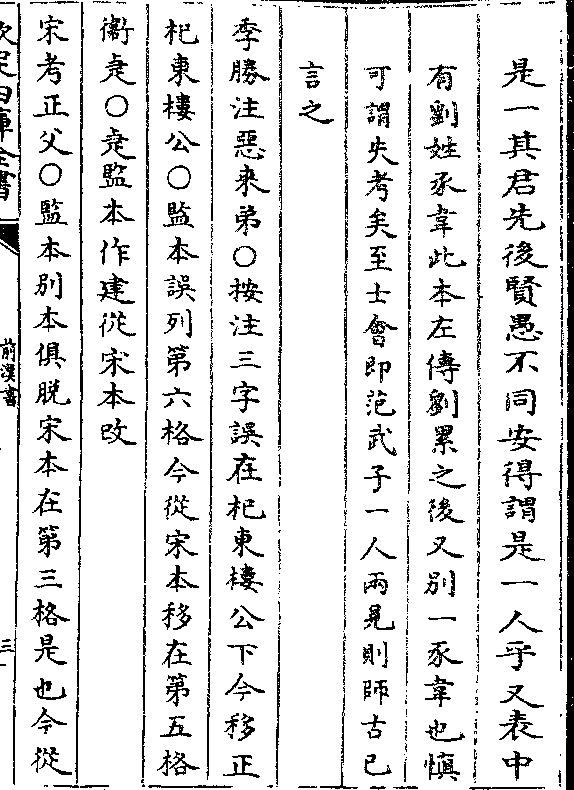 是一其君先後賢愚不同安得謂是一人乎又表中
有劉姓豕韋此本左傳劉累之後又別一豕韋也愼
可謂失考矣至士會即范武子一人兩見則師古已
言之
季勝注惡来弟○按注三字誤在杞東樓公下今移正
杞東樓公○監本誤列第六格今從宋本移在第五格
衞疌○疌監本作建從宋本改
宋考正父○監本別本俱脱宋本在第三格是也今從
欽定四庫全書
前漢書
三